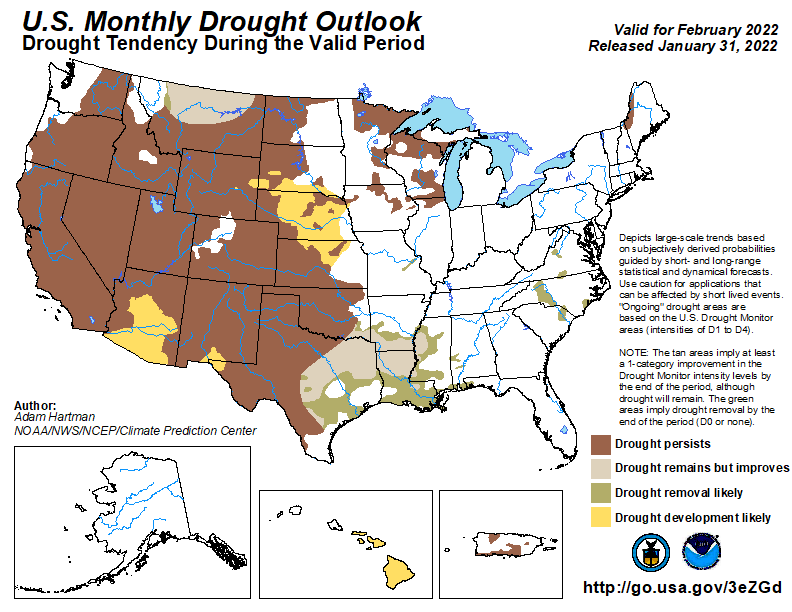 U.S. Monthly Drought Outlook
Drought Tendency During the Valid Period
Valid for February 2022
Released January 31, 2022
Depicts large-scale trends based
on subjectively derived probabilities
guided by short- and long-range
statistical and dynamical forecasts.
Use caution for applications that
can be affected by short lived events.
"Ongoing" drought areas are
based on the U.S. Drought Monitor
areas (intensities of D1 to D4).
NOTE: The tan areas imply at least
a 1-category improvement in the
Drought Monitor intensity levels by
the end of the period, although
drought will remain. The green
areas imply drought removal by the
end of the period (D0 or none).
Author:
Adam Hartman
NOAA/NWS/NCEP/Climate Prediction Center
Drought persists
Drought remains but improves
Drought removal likely
Drought development likely
http://go.usa.gov/3eZGd